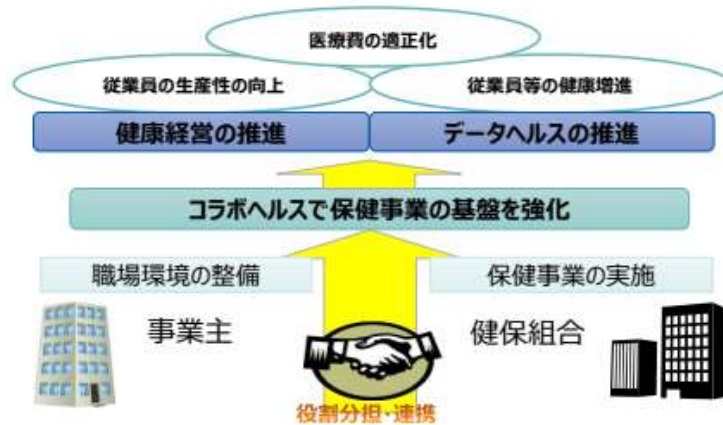 医療費の適正化
従業員の生産性の向上
従業員等の健康増進
健康経営の推進
データヘルスの推進
コラボヘルスで保健事業の基盤を強化
職場環境の整備
保健事業の実施
事業主
健保組合
役割分担・連携